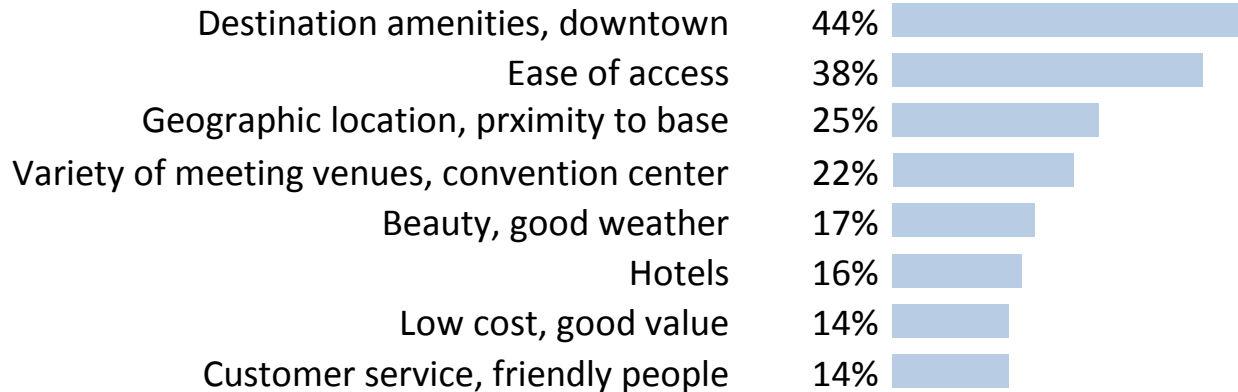 Destination amenities, downtown 44%
Ease of access 38%
Geographic location, prximity to base 25%
Variety of meeting venues, convention center 22%
Beauty, good weather 17%
Hotels 16%
Low cost, good value 14%
Customer service, friendly people 14%